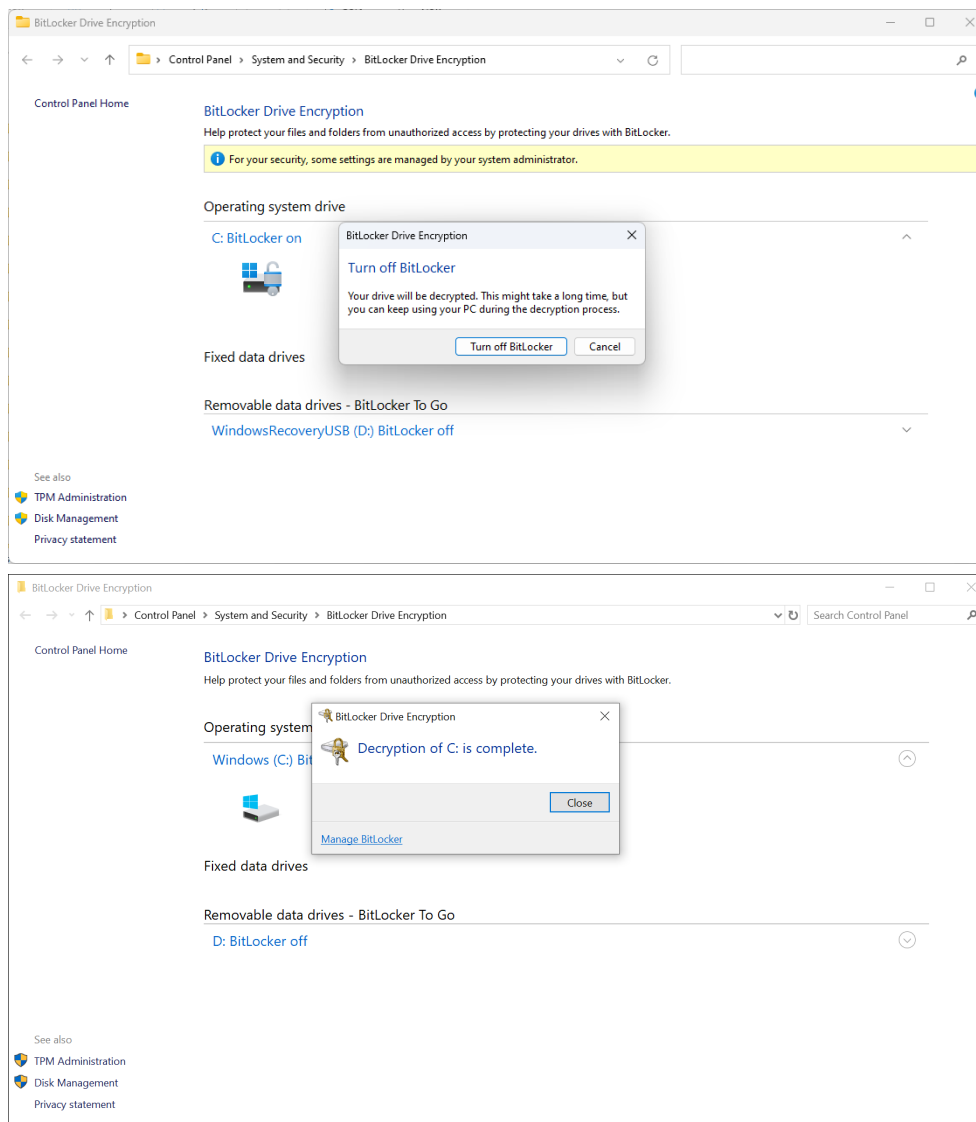 BitLocker Drive Encryption
Control Panel > System and Security > BitLocker Drive Encryption
Control Panel Home
BitLocker Drive Encryption
Help protect your files and folders from unauthorized access by protecting your drives with BitLocker.
For your security, some settings are managed by your system administrator.
Operating system drive
C: BitLocker on
BitLocker Drive Encryption
Turn off BitLocker
Your drive will be decrypted. This might take a long time, but
you can keep using your PC during the decryption process.
Turn off BitLocker Cancel
Fixed data drives
Removable data drives - BitLocker To Go
WindowsRecoveryUSB (D:) BitLocker off
See also
TPM Administration
Disk Management
Privacy statement
BitLocker Drive Encryption
Control Panel > System and Security > BitLocker Drive Encryption
Search Control Panel
Control Panel Home
BitLocker Drive Encryption
Help protect your files and folders from unauthorized access by protecting your drives with BitLocker.
Operating system
Windows (C:) Bit
BitLocker Drive Encryption
Decryption of C: is complete.
Close
Manage BitLocker
Fixed data drives
Removable data drives - BitLocker To Go
D: BitLocker off
See also
TPM Administration
Disk Management
Privacy statement